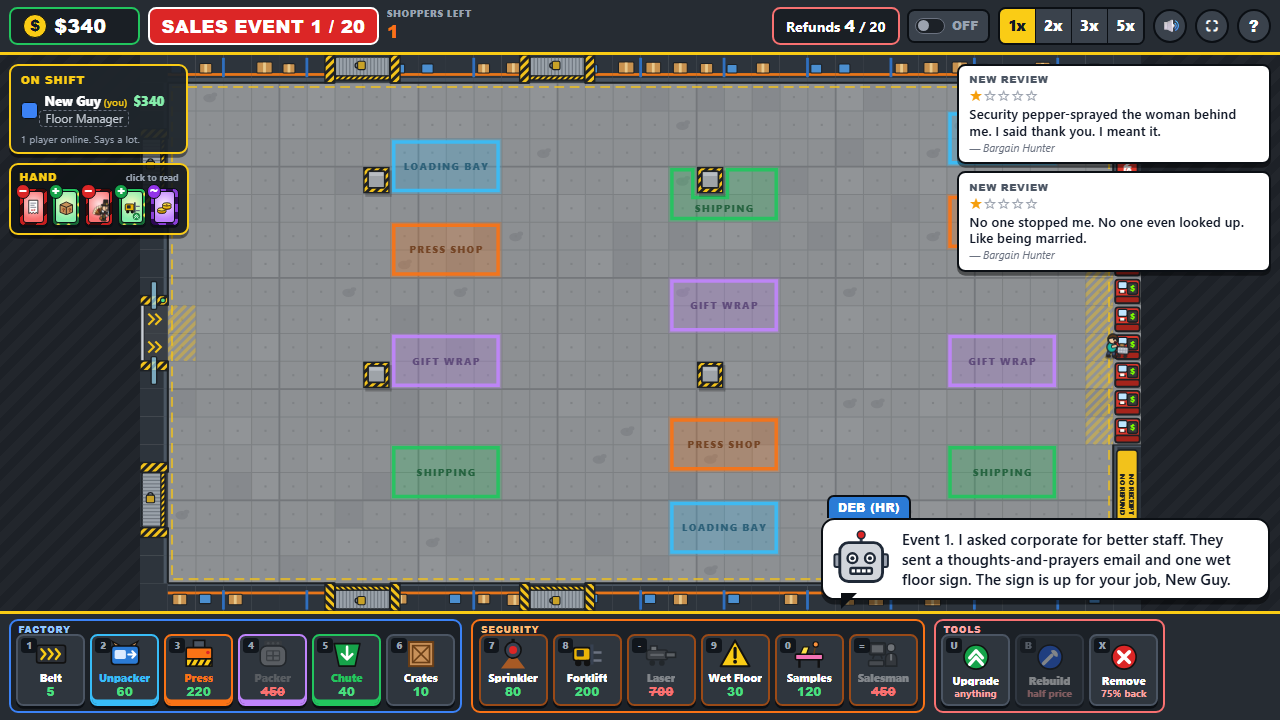 $ $340
SALES EVENT 1 / 20
SHOPPERS LEFT
1
Refunds 4 / 20
OFF
1x
2x
3x
5x
?
ON SHIFT
New Guy (you) $340
Floor Manager
1 player online. Says a lot.
HAND
click to read
NEW REVIEW
Security pepper-sprayed the woman behind
me. I said thank you. I meant it.
— Bargain Hunter
NEW REVIEW
No one stopped me. No one even looked up.
Like being married.
— Bargain Hunter
LOADING BAY
SHIPPING
PRESS SHOP
GIFT WRAP
GIFT WRAP
GIFT WRAP
PRESS SHOP
SHIPPING
SHIPPING
LOADING BAY
NO RECEIPT
NO REFUND
DEB (HR)
Event 1. I asked corporate for better staff. They
sent a thoughts-and-prayers email and one wet
floor sign. The sign is up for your job, New Guy.
FACTORY
1
Belt
5
2
Unpacker
60
3
Press
220
4
Packer
450
5
Chute
40
6
Crates
10
SECURITY
7
Sprinkler
80
8
Forklift
200
-
Laser
700
9
Wet Floor
30
0
Samples
120
=
Salesman
450
TOOLS
U
Upgrade
anything
B
Rebuild
half price
X
Remove
75% back